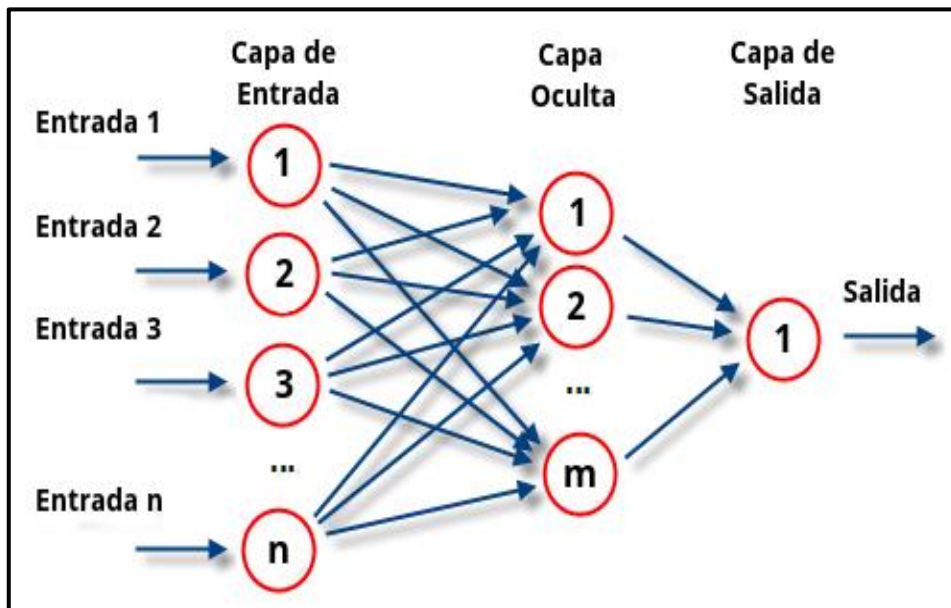 Capa de
Entrada
Capa
Oculta
Capa de
Salida
Entrada 1
1
Entrada 2
2
Entrada 3
3
...
Entrada n
n
1
2
...
m
1
Salida